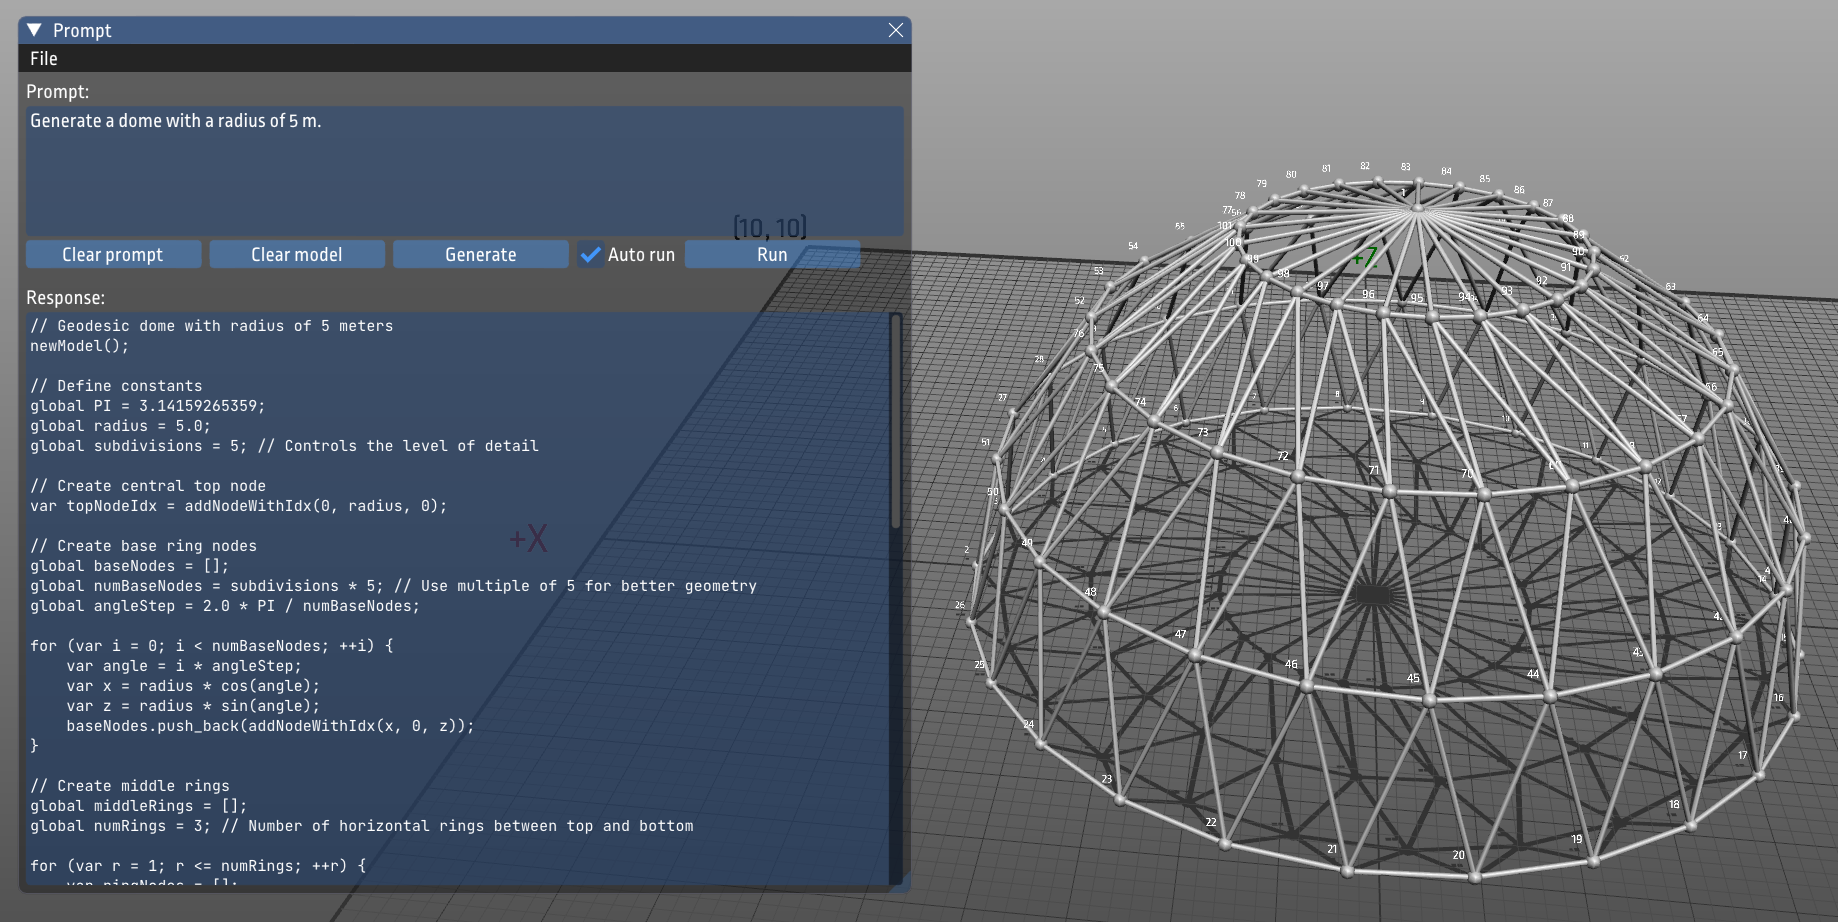 Prompt
File
Prompt:
Generate a dome with a radius of 5 m.
[10, 10]
Clear prompt
Clear model
Generate
Auto run
Run
Response:
// Geodesic dome with radius of 5 meters
newModel();
// Define constants
global PI = 3.14159265359;
global radius = 5.0;
global subdivisions = 5; // Controls the level of detail
// Create central top node
var topNodeIdx = addNodeWithIdx(0, radius, 0);
+X
// Create base ring nodes
global baseNodes = [];
global numBaseNodes = subdivisions * 5; // Use multiple of 5 for better geometry
global angleStep = 2.0 * PI / numBaseNodes;
for (var i = 0; i < numBaseNodes; ++i) {
var angle = i * angleStep;
var x = radius * cos(angle);
var z = radius * sin(angle);
baseNodes.push_back(addNodeWithIdx(x, 0, z));
}
// Create middle rings
global middleRings = [];
global numRings = 3; // Number of horizontal rings between top and bottom
for (var r = 1; r <= numRings; ++r) {
var ringNodes = [];
+Z
80 81 82 83 84 85 86 87 88 89 90 91
79
78
77 56
101
100
99 98 97 96 95 94 93 92
55
54
53
52
76
75
74
73
72 71 70
62
63
64
65
66
67
28
27
51
50
49
48
47
46
45
44
43
2
26
25
24
23
22
21
20
19
18
17
16